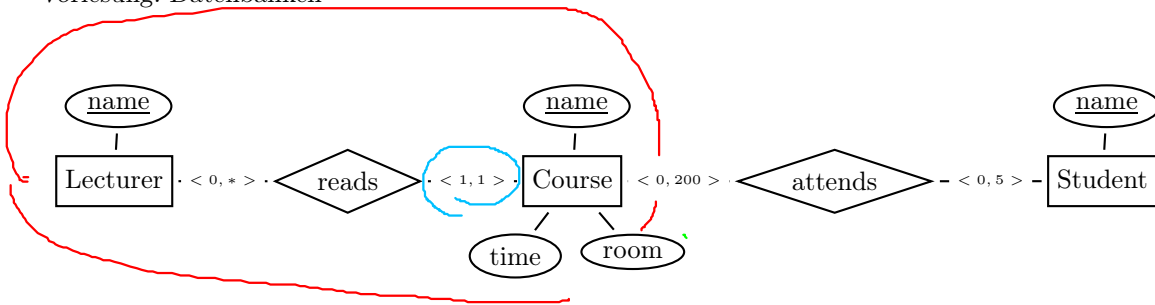 Vorlesung: Datenbanken
name name name
Lecturer < 0, * > reads < 1, 1 > Course < 0, 200 > attends < 0, 5 > Student
time room